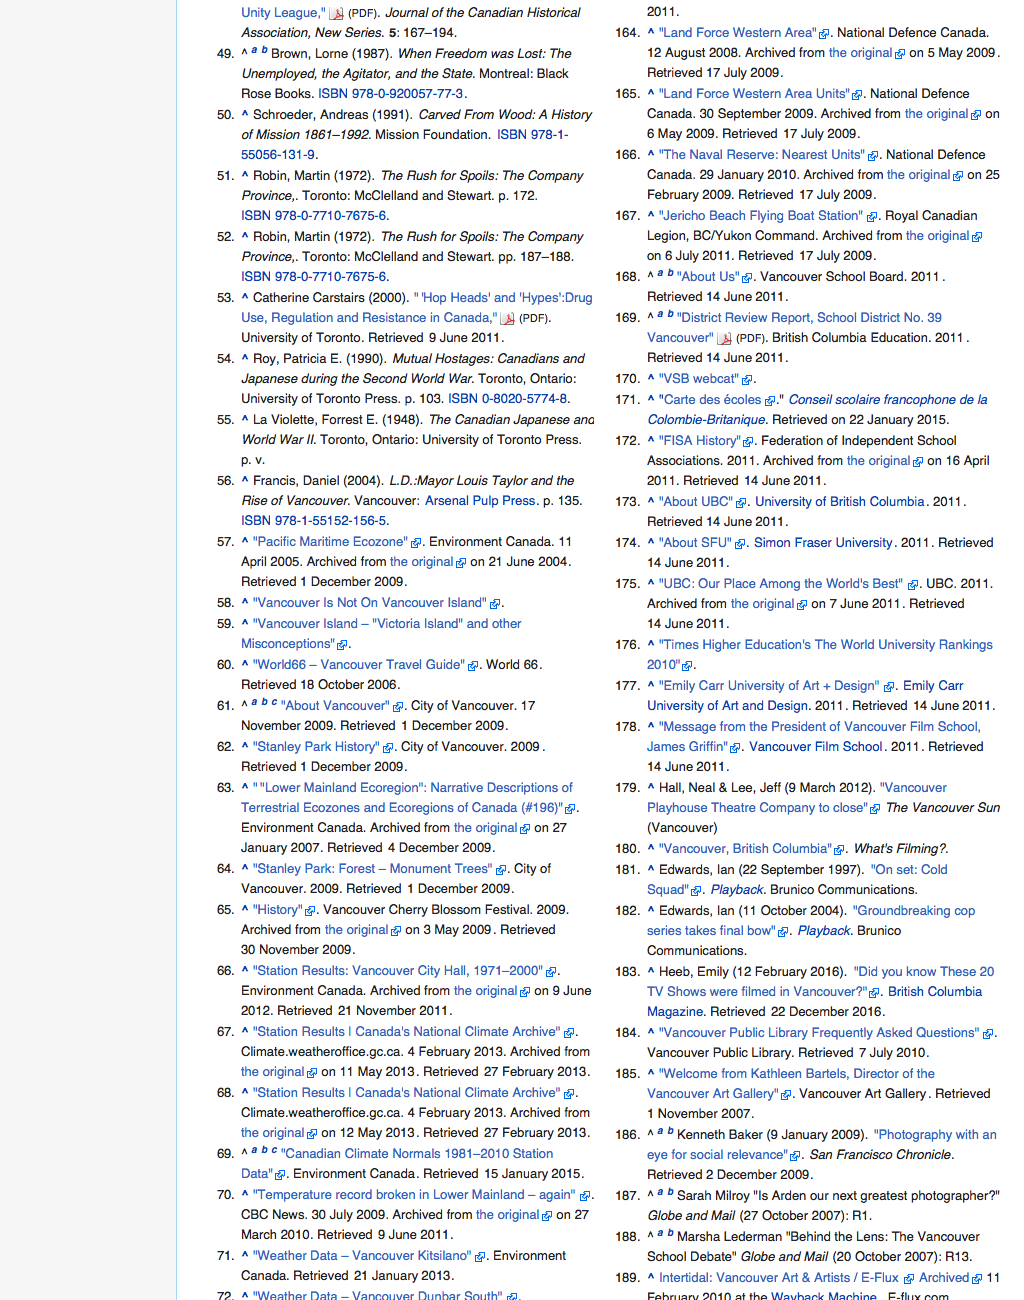 Unity League," (PDF). Journal of the Canadian Historical
Association, New Series. 5: 167–194.
49. ^ a b Brown, Lorne (1987). When Freedom was Lost: The
Unemployed, the Agitator, and the State. Montreal: Black
Rose Books. ISBN 978-0-920057-77-3.
50. ^ Schroeder, Andreas (1991). Carved From Wood: A History
of Mission 1861–1992. Mission Foundation. ISBN 978-1-
55056-131-9.
51. ^ Robin, Martin (1972). The Rush for Spoils: The Company
Province,. Toronto: McClelland and Stewart. p. 172.
ISBN 978-0-7710-7675-6.
52. ^ Robin, Martin (1972). The Rush for Spoils: The Company
Province,. Toronto: McClelland and Stewart. pp. 187–188.
ISBN 978-0-7710-7675-6.
53. ^ Catherine Carstairs (2000). " 'Hop Heads' and 'Hypes':Drug
Use, Regulation and Resistance in Canada," (PDF).
University of Toronto. Retrieved 9 June 2011.
54. ^ Roy, Patricia E. (1990). Mutual Hostages: Canadians and
Japanese during the Second World War. Toronto, Ontario:
University of Toronto Press. p. 103. ISBN 0-8020-5774-8.
55. ^ La Violette, Forrest E. (1948). The Canadian Japanese and
World War II. Toronto, Ontario: University of Toronto Press.
p. v.
56. ^ Francis, Daniel (2004). L.D.:Mayor Louis Taylor and the
Rise of Vancouver. Vancouver: Arsenal Pulp Press. p. 135.
ISBN 978-1-55152-156-5.
57. ^ "Pacific Maritime Ecozone". Environment Canada. 11
April 2005. Archived from the original on 21 June 2004.
Retrieved 1 December 2009.
58. ^ "Vancouver Is Not On Vancouver Island".
59. ^ "Vancouver Island – "Victoria Island" and other
Misconceptions".
60. ^ "World66 – Vancouver Travel Guide". World 66.
Retrieved 18 October 2006.
61. ^ a b c "About Vancouver". City of Vancouver. 17
November 2009. Retrieved 1 December 2009.
62. ^ "Stanley Park History". City of Vancouver. 2009.
Retrieved 1 December 2009.
63. ^ " "Lower Mainland Ecoregion": Narrative Descriptions of
Terrestrial Ecozones and Ecoregions of Canada (#196)".
Environment Canada. Archived from the original on 27
January 2007. Retrieved 4 December 2009.
64. ^ "Stanley Park: Forest – Monument Trees". City of
Vancouver. 2009. Retrieved 1 December 2009.
65. ^ "History". Vancouver Cherry Blossom Festival. 2009.
Archived from the original on 3 May 2009. Retrieved
30 November 2009.
66. ^ "Station Results: Vancouver City Hall, 1971–2000".
Environment Canada. Archived from the original on 9 June
2012. Retrieved 21 November 2011.
67. ^ "Station Results | Canada's National Climate Archive".
Climate.weatheroffice.gc.ca. 4 February 2013. Archived from
the original on 11 May 2013. Retrieved 27 February 2013.
68. ^ "Station Results | Canada's National Climate Archive".
Climate.weatheroffice.gc.ca. 4 February 2013. Archived from
the original on 12 May 2013. Retrieved 27 February 2013.
69. ^ a b c "Canadian Climate Normals 1981–2010 Station
Data". Environment Canada. Retrieved 15 January 2015.
70. ^ "Temperature record broken in Lower Mainland – again".
CBC News. 30 July 2009. Archived from the original on 27
March 2010. Retrieved 9 June 2011.
71. ^ "Weather Data – Vancouver Kitsilano". Environment
Canada. Retrieved 21 January 2013.
72. ^ "Weather Data – Vancouver Dunbar South".
2011.
164. ^ "Land Force Western Area". National Defence Canada.
12 August 2008. Archived from the original on 5 May 2009.
Retrieved 17 July 2009.
165. ^ "Land Force Western Area Units". National Defence
Canada. 30 September 2009. Archived from the original on
6 May 2009. Retrieved 17 July 2009.
166. ^ "The Naval Reserve: Nearest Units". National Defence
Canada. 29 January 2010. Archived from the original on 25
February 2009. Retrieved 17 July 2009.
167. ^ "Jericho Beach Flying Boat Station". Royal Canadian
Legion, BC/Yukon Command. Archived from the original
on 6 July 2011. Retrieved 17 July 2009.
168. ^ a b "About Us". Vancouver School Board. 2011.
Retrieved 14 June 2011.
169. ^ a b "District Review Report, School District No. 39
Vancouver" (PDF). British Columbia Education. 2011.
Retrieved 14 June 2011.
170. ^ "VSB webcat".
171. ^ "Carte des écoles ." Conseil scolaire francophone de la
Colombie-Britanique. Retrieved on 22 January 2015.
172. ^ "FISA History". Federation of Independent School
Associations. 2011. Archived from the original on 16 April
2011. Retrieved 14 June 2011.
173. ^ "About UBC". University of British Columbia. 2011.
Retrieved 14 June 2011.
174. ^ "About SFU". Simon Fraser University. 2011. Retrieved
14 June 2011.
175. ^ "UBC: Our Place Among the World's Best". UBC. 2011.
Archived from the original on 7 June 2011. Retrieved
14 June 2011.
176. ^ "Times Higher Education's The World University Rankings
2010".
177. ^ "Emily Carr University of Art + Design". Emily Carr
University of Art and Design. 2011. Retrieved 14 June 2011.
178. ^ "Message from the President of Vancouver Film School,
James Griffin". Vancouver Film School. 2011. Retrieved
14 June 2011.
179. ^ Hall, Neal & Lee, Jeff (9 March 2012). "Vancouver
Playhouse Theatre Company to close" The Vancouver Sun
(Vancouver)
180. ^ "Vancouver, British Columbia". What's Filming?.
181. ^ Edwards, Ian (22 September 1997). "On set: Cold
Squad". Playback. Brunico Communications.
182. ^ Edwards, Ian (11 October 2004). "Groundbreaking cop
series takes final bow". Playback. Brunico
Communications.
183. ^ Heeb, Emily (12 February 2016). "Did you know These 20
TV Shows were filmed in Vancouver?". British Columbia
Magazine. Retrieved 22 December 2016.
184. ^ "Vancouver Public Library Frequently Asked Questions".
Vancouver Public Library. Retrieved 7 July 2010.
185. ^ "Welcome from Kathleen Bartels, Director of the
Vancouver Art Gallery". Vancouver Art Gallery. Retrieved
1 November 2007.
186. ^ a b Kenneth Baker (9 January 2009). "Photography with an
eye for social relevance". San Francisco Chronicle.
Retrieved 2 December 2009.
187. ^ a b Sarah Milroy "Is Arden our next greatest photographer?"
Globe and Mail (27 October 2007): R1.
188. ^ a b Marsha Lederman "Behind the Lens: The Vancouver
School Debate" Globe and Mail (20 October 2007): R13.
189. ^ Intertidal: Vancouver Art & Artists / E-Flux Archived 11
February 2010 at the Wayback Machine., E-flux.com